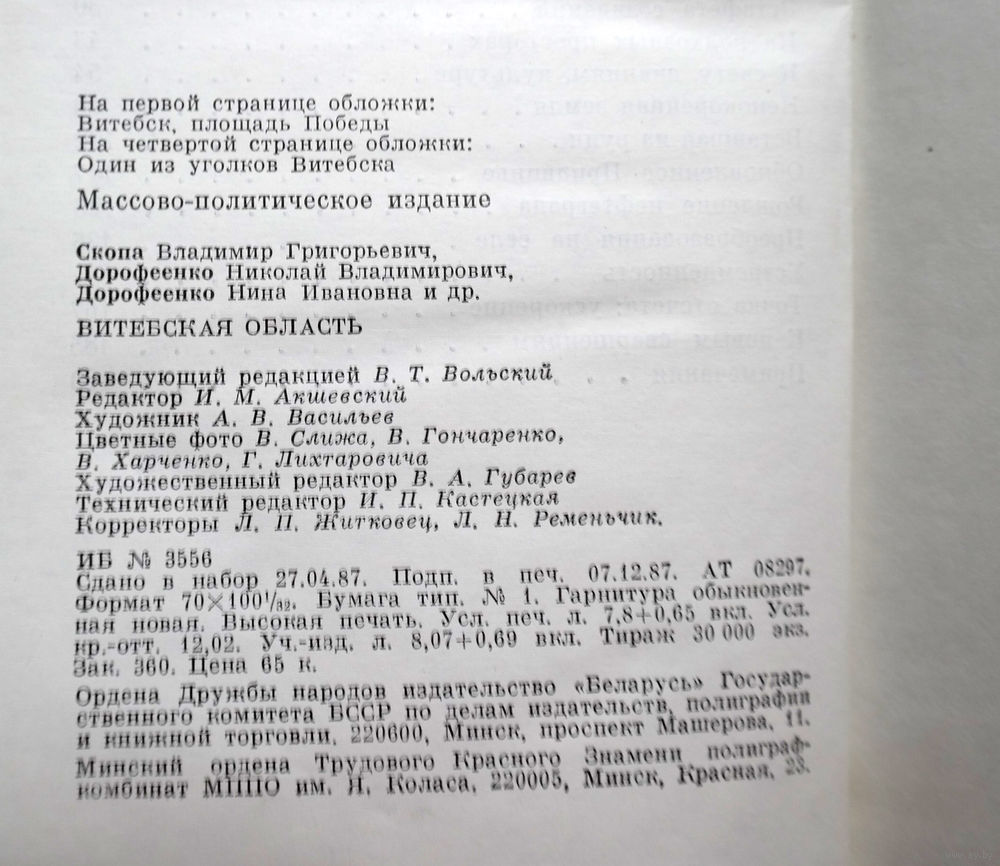 На первой странице обложки:
Витебск, площадь Победы
На четвертой странице обложки:
Один из уголков Витебска
Массово-политическое издание
Скопа Владимир Григорьевич,
Дорофеенко Николай Владимирович,
Дорофеенко Нина Ивановна и др.
ВИТЕБСКАЯ ОБЛАСТЬ
Заведующий редакцией В. Т. Вольский
Редактор И. М. Акшевский
Художник А. В. Васильев
Цветные фото В. Слижа, В. Гончаренко,
В. Харченко, Г. Лихтаровича
Художественный редактор В. А. Губарев
Технический редактор И. П. Кастецкая
Корректоры Л. П. Житковец, Л. Н. Ременьчик.
ИБ № 3556
Сдано в набор 27.04.87. Подп. в печ. 07.12.87. АТ 08297.
Формат 70×100¹/₃₂. Бумага тип. № 1. Гарнитура обыкновен-
ная новая. Высокая печать. Усл. печ. л. 7,8+0,65 вкл. Усл.
кр.-отт. 12,02. Уч.-изд. л. 8,07+0,69 вкл. Тираж 30 000 экз.
Зак. 360. Цена 65 к.
Ордена Дружбы народов издательство «Беларусь» Государ-
ственного комитета БССР по делам издательств, полиграфии
и книжной торговли. 220600, Минск, проспект Машерова, 11.
Минский ордена Трудового Красного Знамени полиграф-
комбинат МППО им. Я. Коласа. 220005, Минск, Красная, 23.